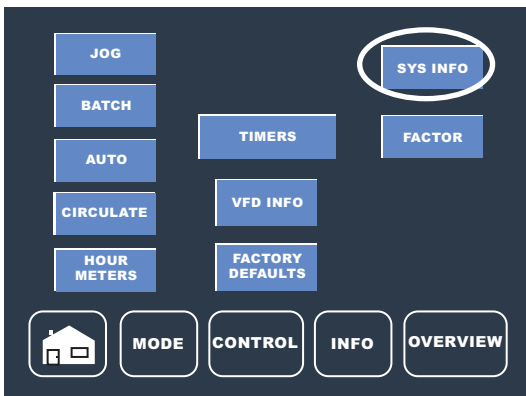 JOG
SYS INFO
BATCH
TIMERS
FACTOR
AUTO
VFD INFO
CIRCULATE
HOUR
METERS
FACTORY
DEFAULTS
MODE
CONTROL
INFO
OVERVIEW